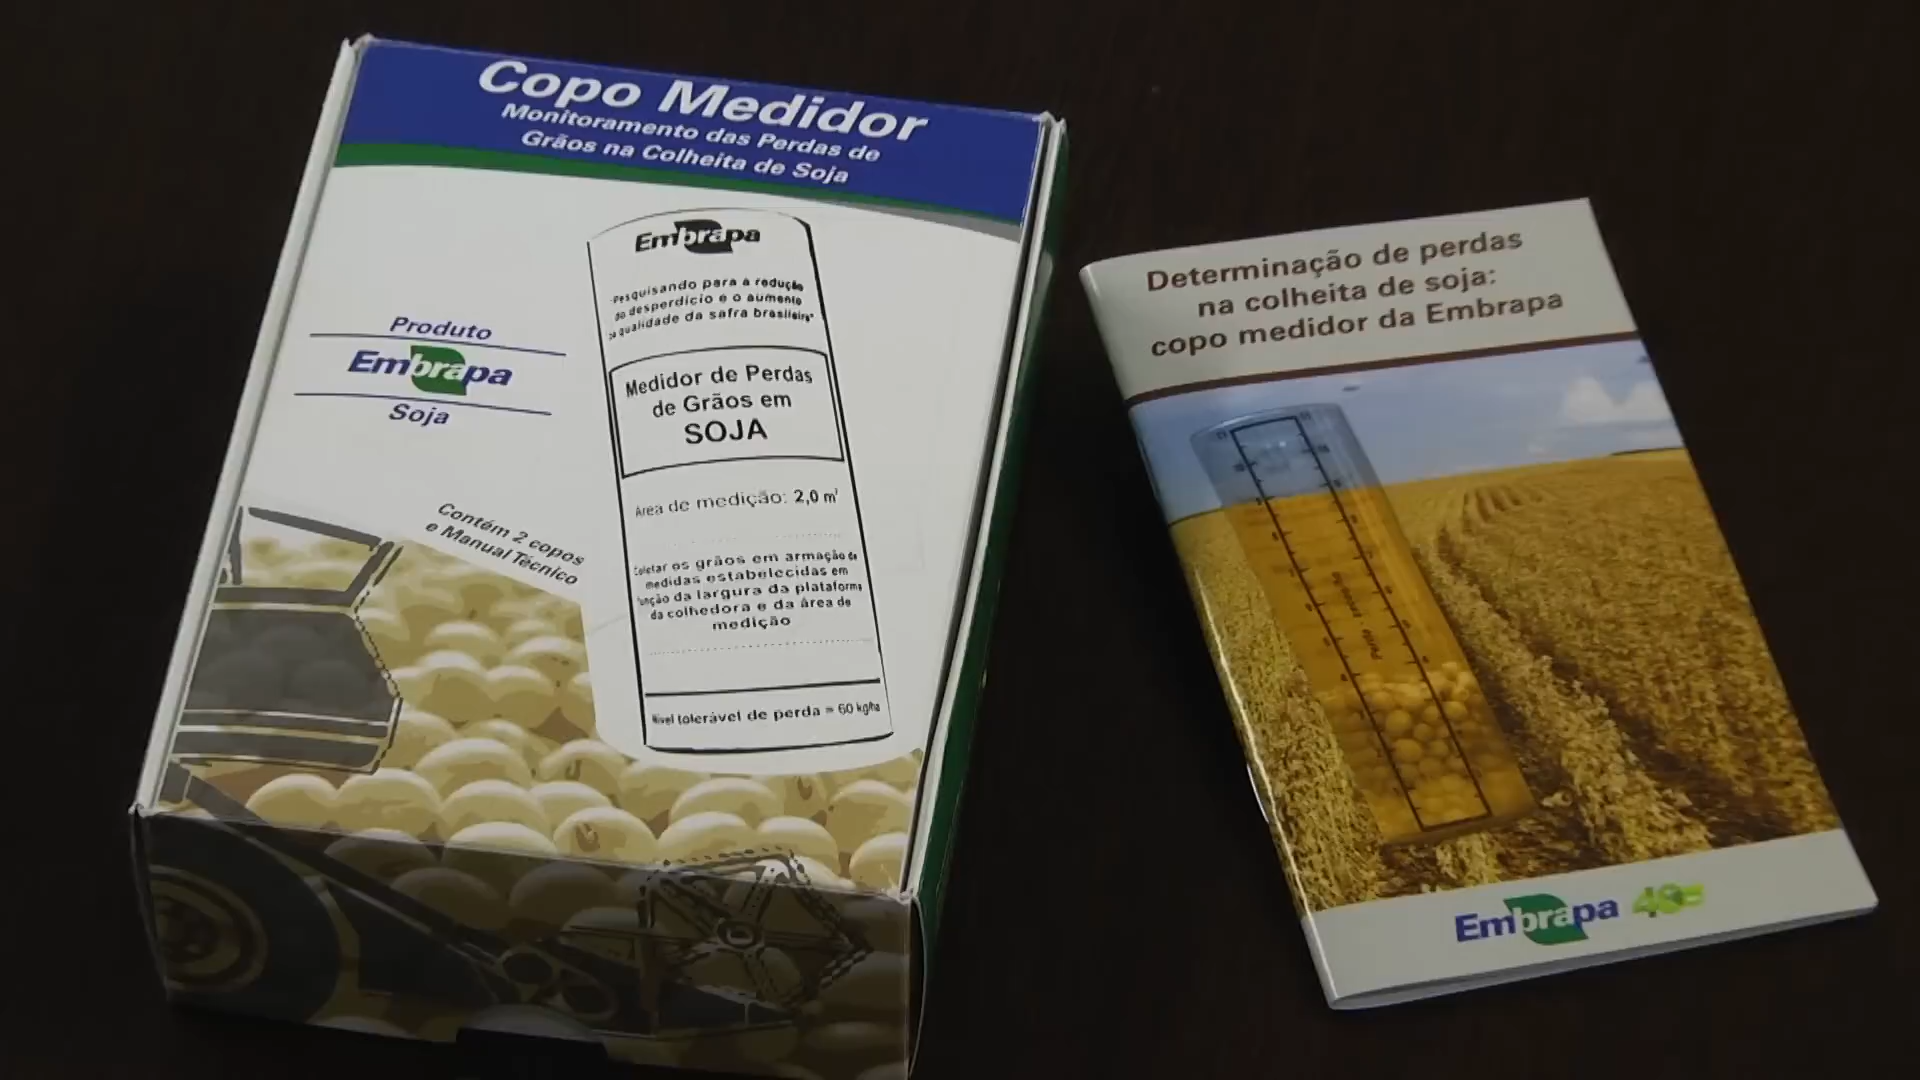 Copo Medidor
Monitoramento das Perdas de
Grãos na Colheita de Soja
Embrapa
"Pesquisando para a redução
do desperdício e o aumento
da qualidade da safra brasileira"
Medidor de Perdas
de Grãos em
SOJA
Área de medição: 2,0 m²
Coletar os grãos em armação de
medidas estabelecidas em
função da largura da plataforma
da colhedora e da área de
medição
Nível tolerável de perda = 60 kg/ha
Produto
Embrapa
Soja
Contém 2 copos
e Manual Técnico
Determinação de perdas
na colheita de soja:
copo medidor da Embrapa
Embrapa